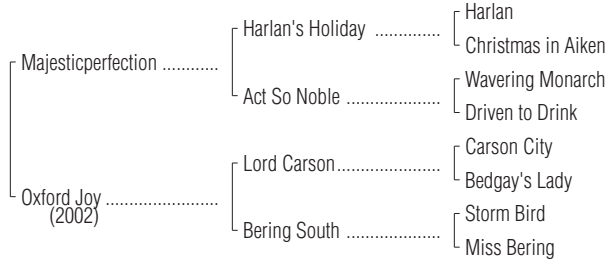 Harlan
Harlan's Holiday ..............
Christmas in Aiken
Majesticperfection ............
Wavering Monarch
Act So Noble ....................
Driven to Drink
Carson City
Lord Carson......................
Bedgay's Lady
Oxford Joy ........................
(2002)
Storm Bird
Bering South ....................
Miss Bering